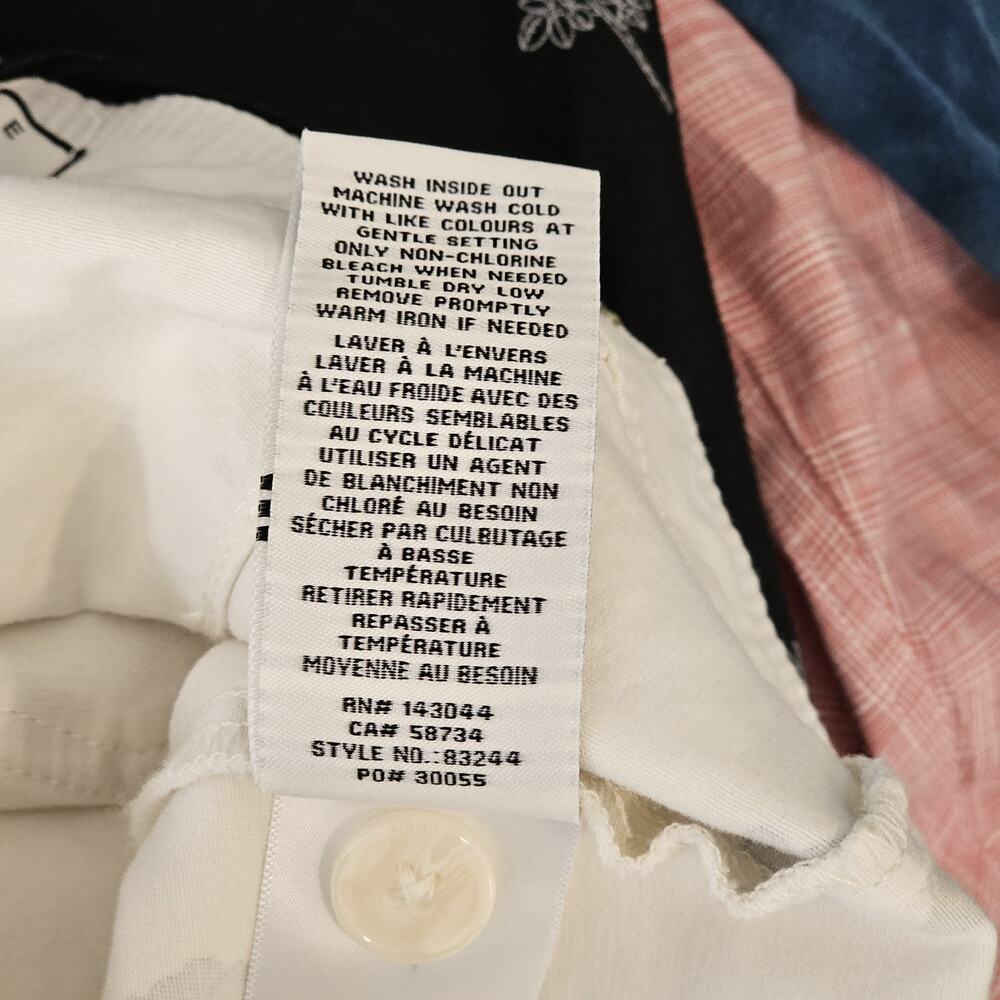 E
WASH INSIDE OUT
MACHINE WASH COLD
WITH LIKE COLOURS AT
GENTLE SETTING
ONLY NON-CHLORINE
BLEACH WHEN NEEDED
TUMBLE DRY LOW
REMOVE PROMPTLY
WARM IRON IF NEEDED
LAVER À L'ENVERS
LAVER À LA MACHINE
À L'EAU FROIDE AVEC DES
COULEURS SEMBLABLES
AU CYCLE DÉLICAT
UTILISER UN AGENT
DE BLANCHIMENT NON
CHLORÉ AU BESOIN
SÉCHER PAR CULBUTAGE
À BASSE
TEMPÉRATURE
RETIRER RAPIDEMENT
REPASSER À
TEMPÉRATURE
MOYENNE AU BESOIN
RN# 143044
CA# 58734
STYLE NO.:83244
PO# 30055